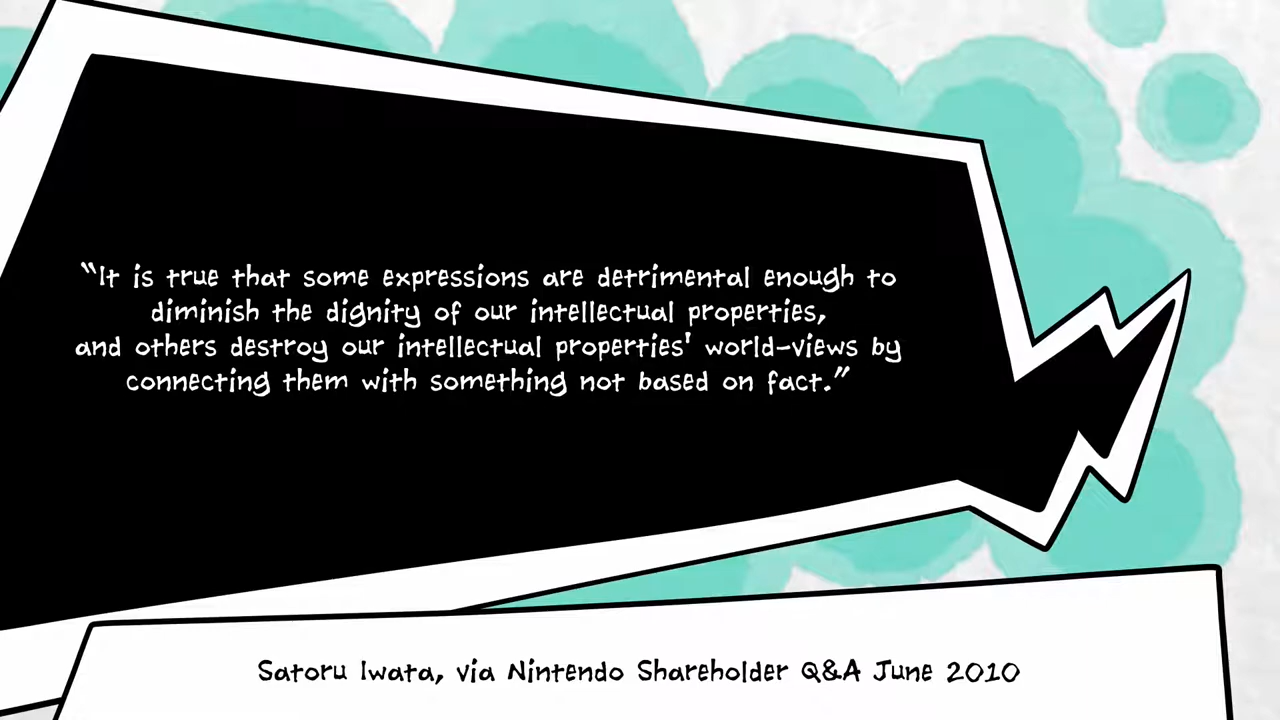 “It is true that some expressions are detrimental enough to
diminish the dignity of our intellectual properties,
and others destroy our intellectual properties' world-views by
connecting them with something not based on fact.”
Satoru Iwata, via Nintendo Shareholder Q&A June 2010